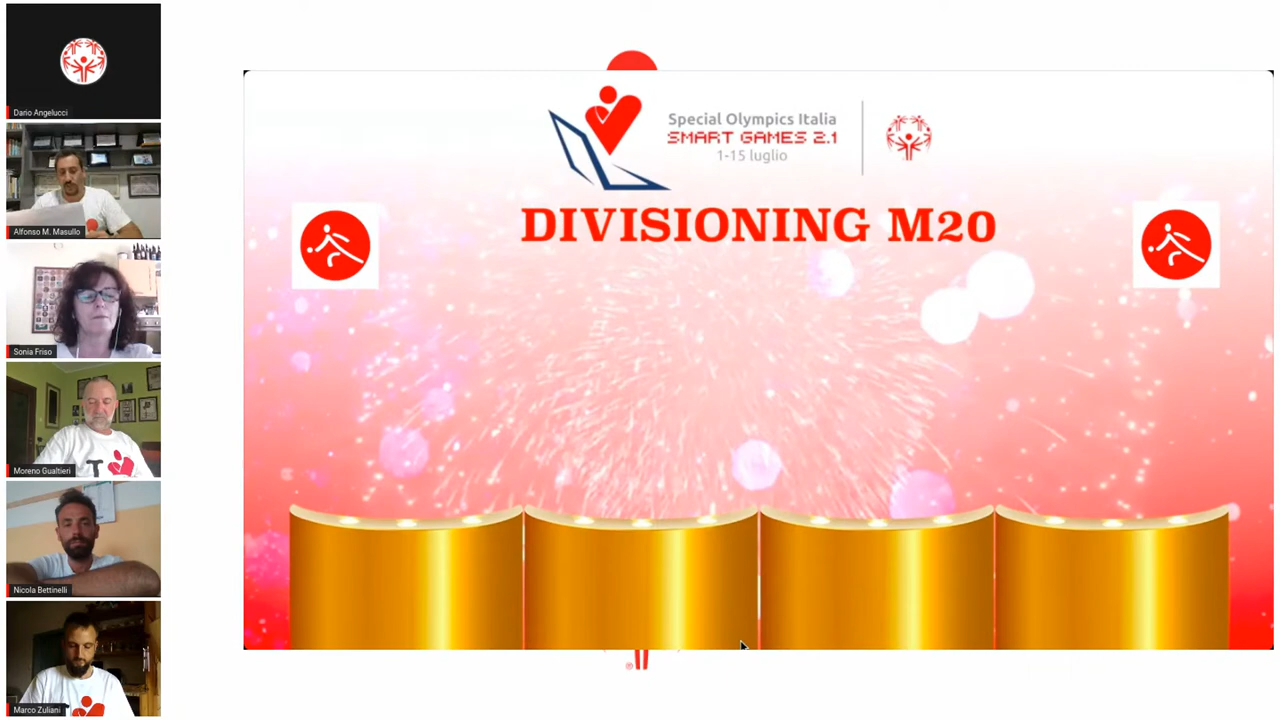 Dario Angelucci
Alfonso M. Masullo
Sonia Friso
Moreno Gualtieri
Nicola Bettinelli
Marco Zuliani
Special Olympics Italia
SMART GAMES 2.1
1-15 luglio
DIVISIONING M20
T